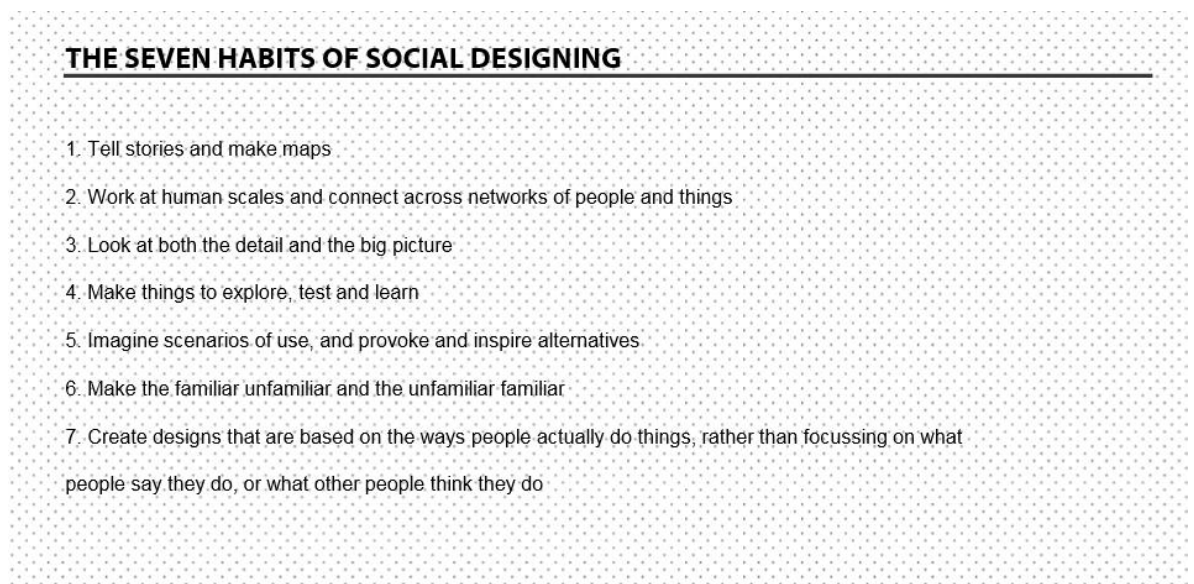 THE SEVEN HABITS OF SOCIAL DESIGNING
1. Tell stories and make maps
2. Work at human scales and connect across networks of people and things
3. Look at both the detail and the big picture
4. Make things to explore, test and learn
5. Imagine scenarios of use, and provoke and inspire alternatives
6. Make the familiar unfamiliar and the unfamiliar familiar
7. Create designs that are based on the ways people actually do things, rather than focussing on what
people say they do, or what other people think they do